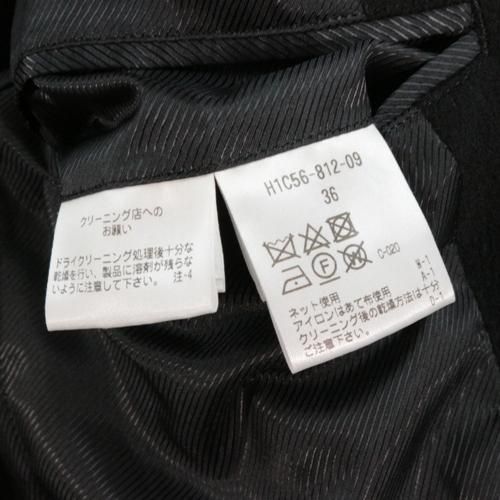 クリーニング店への
お願い
ドライクリーニング処理後十分な
乾燥を行い、製品に溶剤が残らな
いように注意して下さい。 注-4
H1C56-812-09
36
F
C-020
W-1
A-1
D-1
ネット使用
アイロンはあて布使用
クリーニング後の乾燥方法は十分
ご注意下さい。